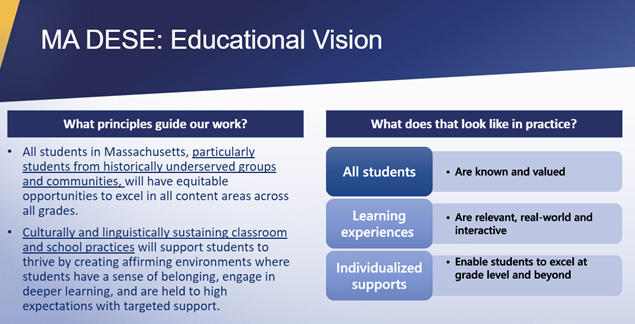 MA DESE: Educational Vision
What principles guide our work?
• All students in Massachusetts, particularly
students from historically underserved groups
and communities, will have equitable
opportunities to excel in all content areas across
all grades.
• Culturally and linguistically sustaining classroom
and school practices will support students to
thrive by creating affirming environments where
students have a sense of belonging, engage in
deeper learning, and are held to high
expectations with targeted support.
What does that look like in practice?
All students
• Are known and valued
Learning
experiences
• Are relevant, real-world and
interactive
Individualized
supports
• Enable students to excel at
grade level and beyond